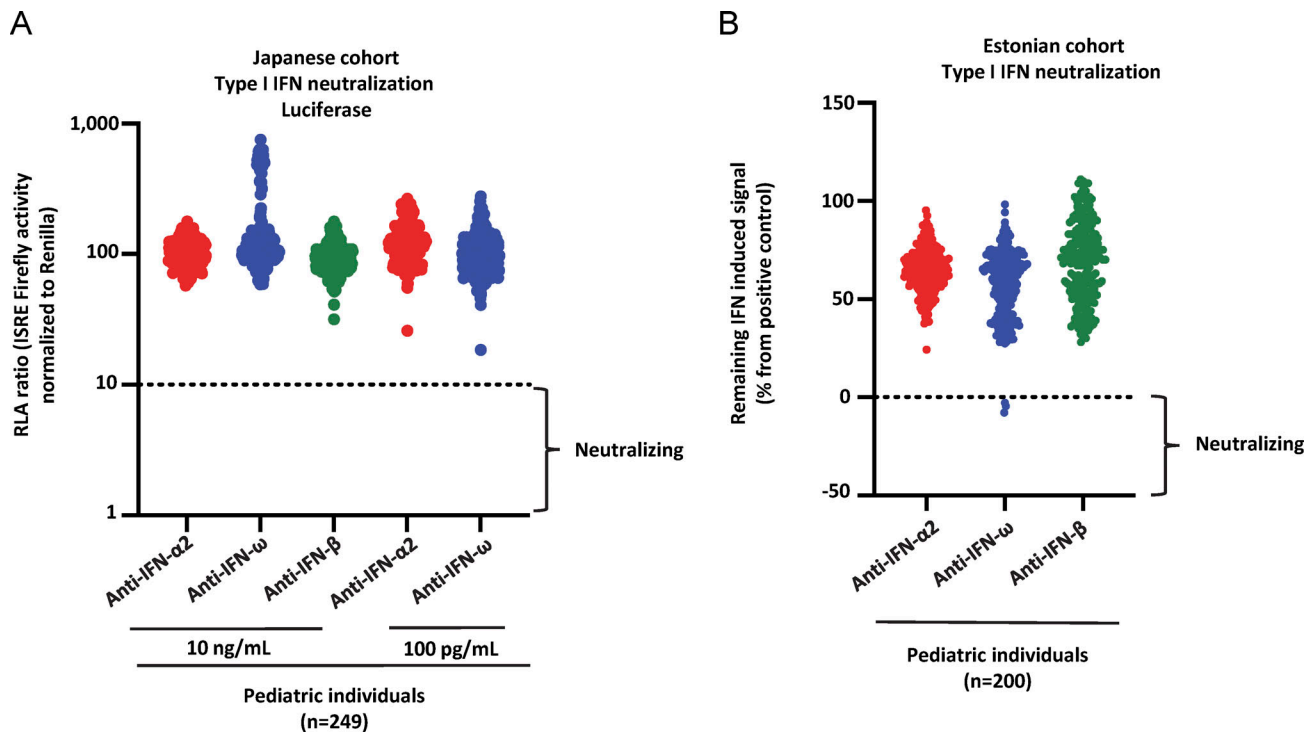 A
Japanese cohort
Type I IFN neutralization
Luciferase
RLA ratio (ISRE Firefly activity
normalized to Renilla)
1,000
100
10
1
Neutralizing
Anti-IFN-α2
Anti-IFN-ω
Anti-IFN-β
Anti-IFN-α2
Anti-IFN-ω
10 ng/mL
100 pg/mL
Pediatric individuals
(n=249)
B
Estonian cohort
Type I IFN neutralization
Remaining IFN induced signal
(% from positive control)
150
100
50
0
-50
Neutralizing
Anti-IFN-α2
Anti-IFN-ω
Anti-IFN-β
Pediatric individuals
(n=200)